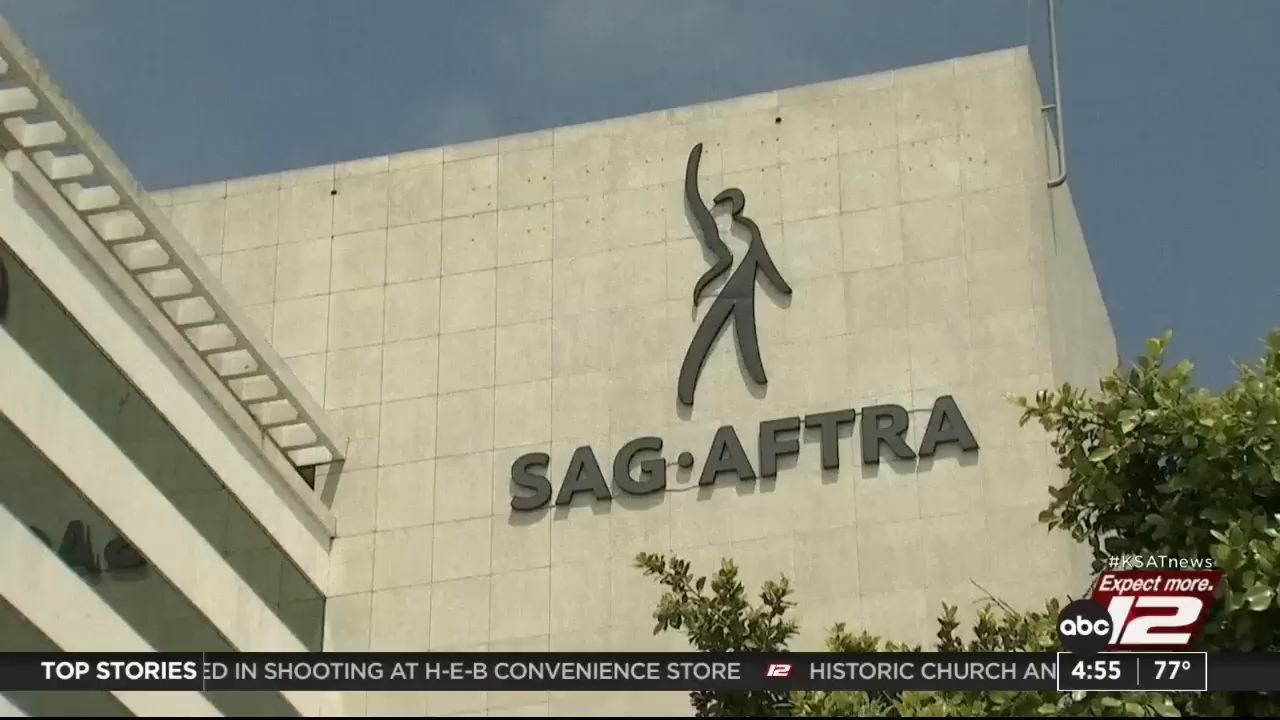 SAG·AFTRA
#KSATnews
Expect more.
abc 12
TOP STORIES ED IN SHOOTING AT H-E-B CONVENIENCE STORE 12 HISTORIC CHURCH AN 4:55 77°